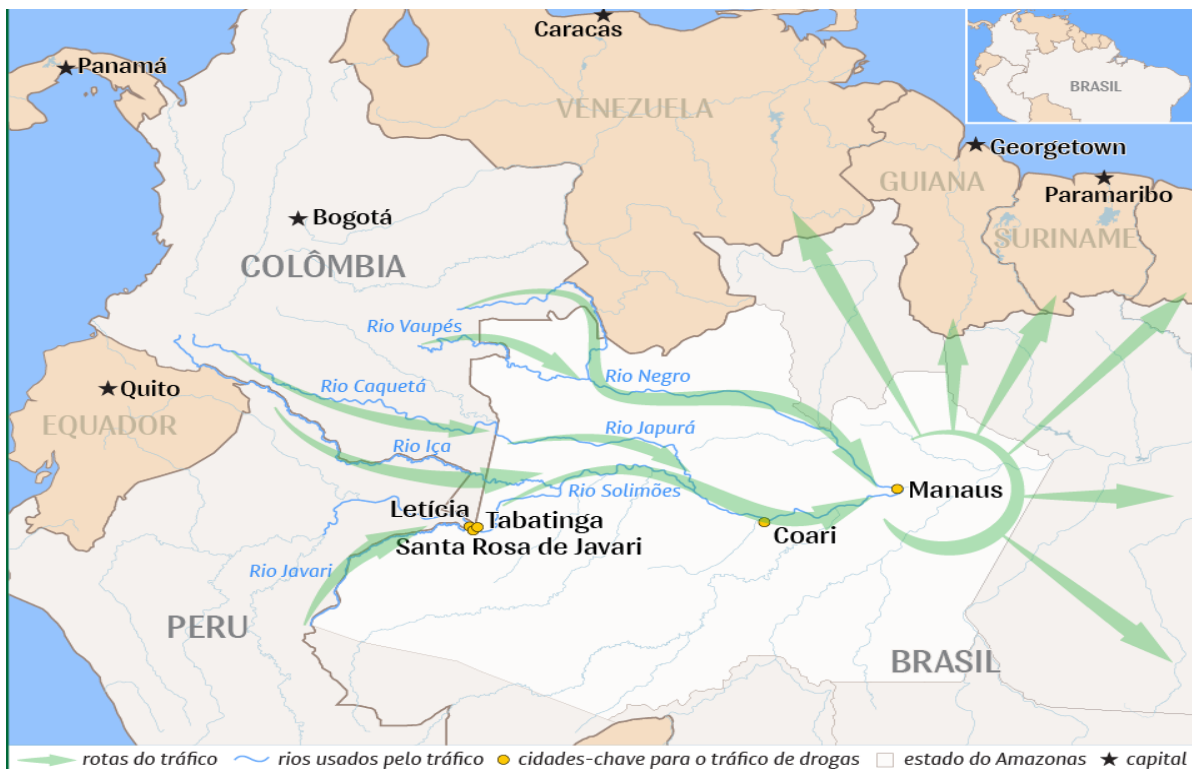 Caracas
Panamá
VENEZUELA
BRASIL
Georgetown
GUIANA
Paramaribo
SURINAME
Bogotá
COLÔMBIA
Rio Vaupés
Quito
Rio Caquetá
Rio Negro
EQUADOR
Rio Iça
Rio Japurá
Rio Solimões
Manaus
Letícia
Tabatinga
Coari
Santa Rosa de Javari
Rio Javari
PERU
BRASIL
rotas do tráfico rios usados pelo tráfico cidades-chave para o tráfico de drogas estado do Amazonas capital